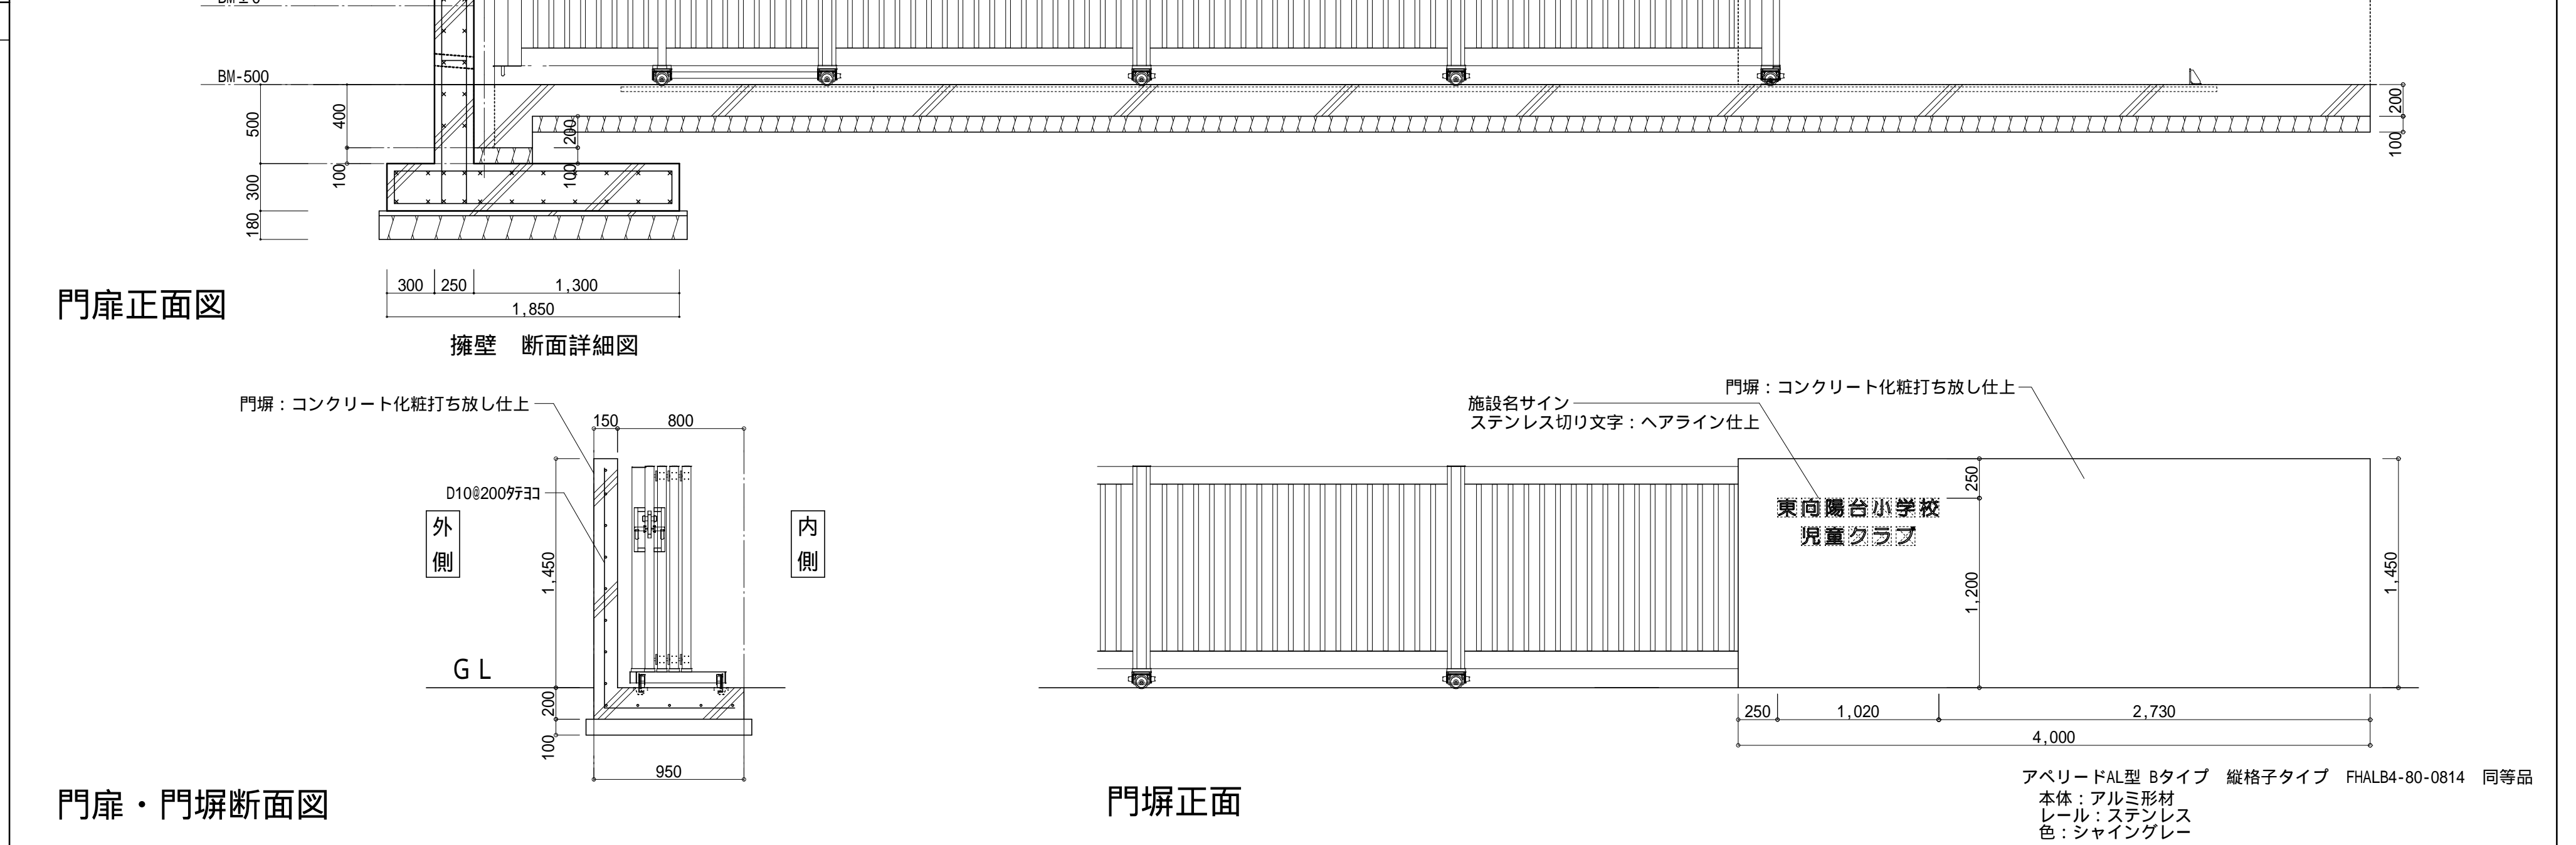 BM-500
500
400
300
100
180
200
100
200
100
300
250
1,300
1,850
門扉正面図
擁壁　断面詳細図
門塀：コンクリート化粧打ち放し仕上
150
800
D10@200ﾀﾃﾖｺ
外側
内側
1,450
GL
200
100
950
門扉・門塀断面図
門塀：コンクリート化粧打ち放し仕上
施設名サイン
ステンレス切り文字：ヘアライン仕上
東向陽台小学校
児童クラブ
250
1,200
1,450
250
1,020
2,730
4,000
門塀正面
アペリードAL型 Bタイプ　縦格子タイプ　FHALB4-80-0814　同等品
本体：アルミ形材
レール：ステンレス
色：シャイングレー